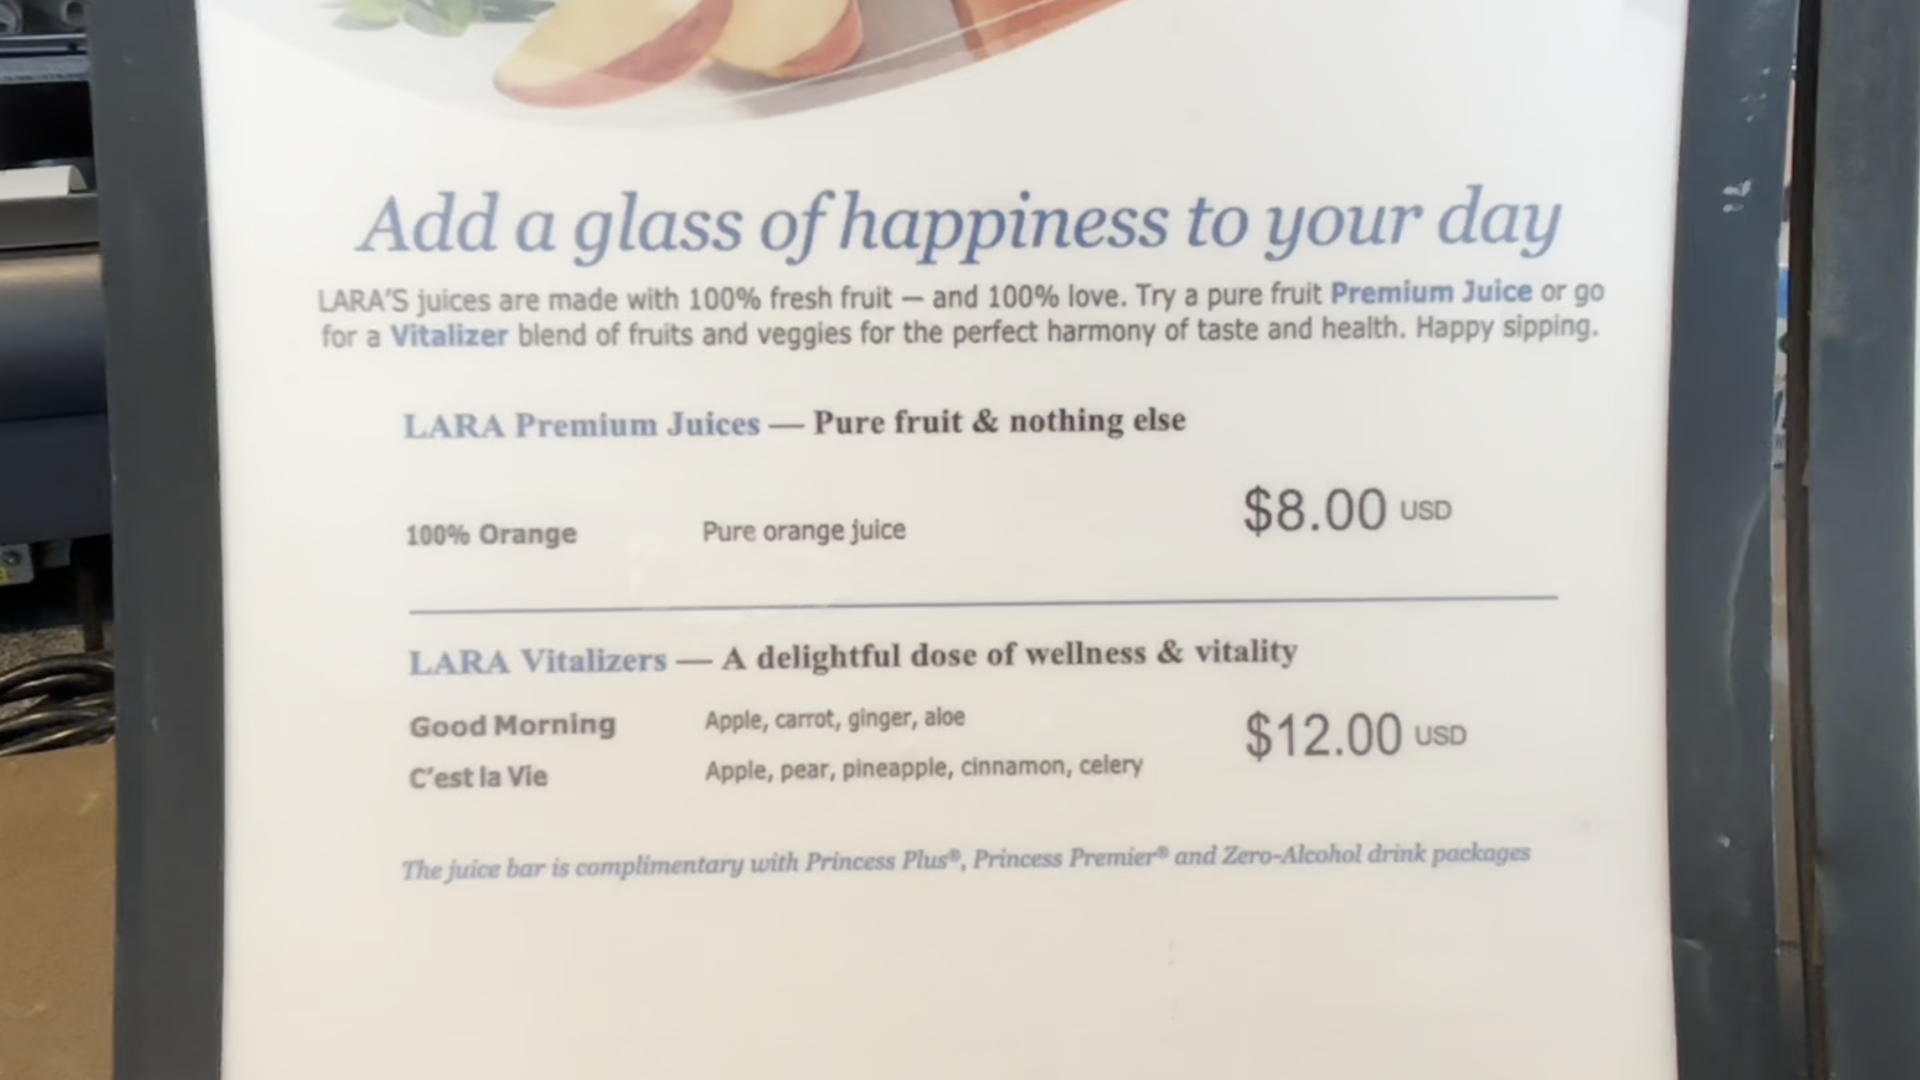 Add a glass of happiness to your day
LARA'S juices are made with 100% fresh fruit — and 100% love. Try a pure fruit Premium Juice or go
for a Vitalizer blend of fruits and veggies for the perfect harmony of taste and health. Happy sipping.
LARA Premium Juices — Pure fruit & nothing else
100% Orange Pure orange juice $8.00 USD
LARA Vitalizers — A delightful dose of wellness & vitality
Good Morning Apple, carrot, ginger, aloe $12.00 USD
C'est la Vie Apple, pear, pineapple, cinnamon, celery
The juice bar is complimentary with Princess Plus®, Princess Premier® and Zero-Alcohol drink packages